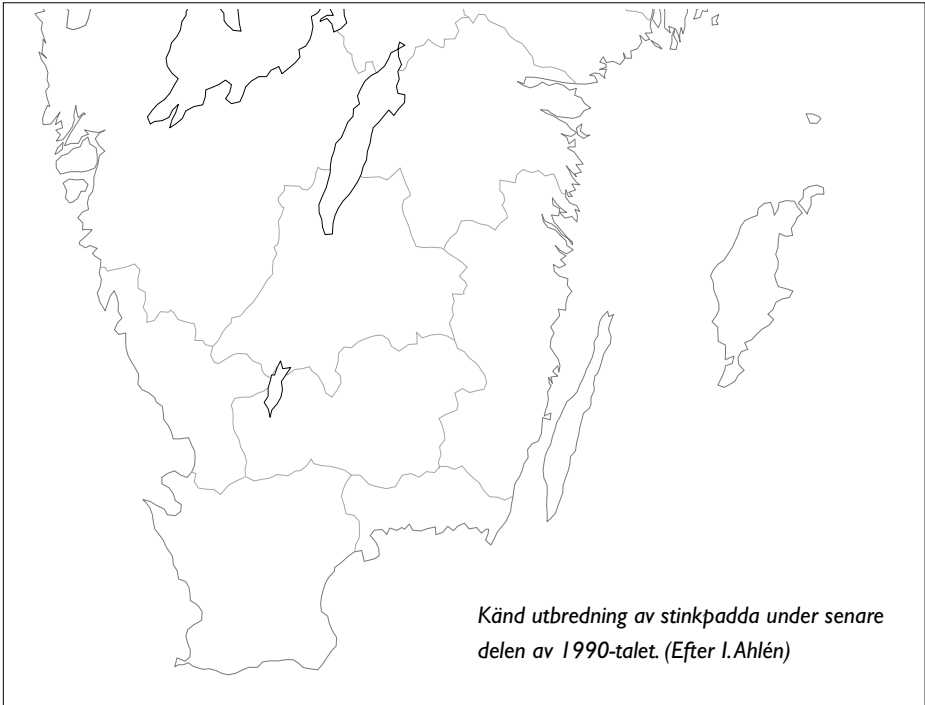 Känd utbredning av stinkpadda under senare
delen av 1990-talet. (Efter I. Ahlén)